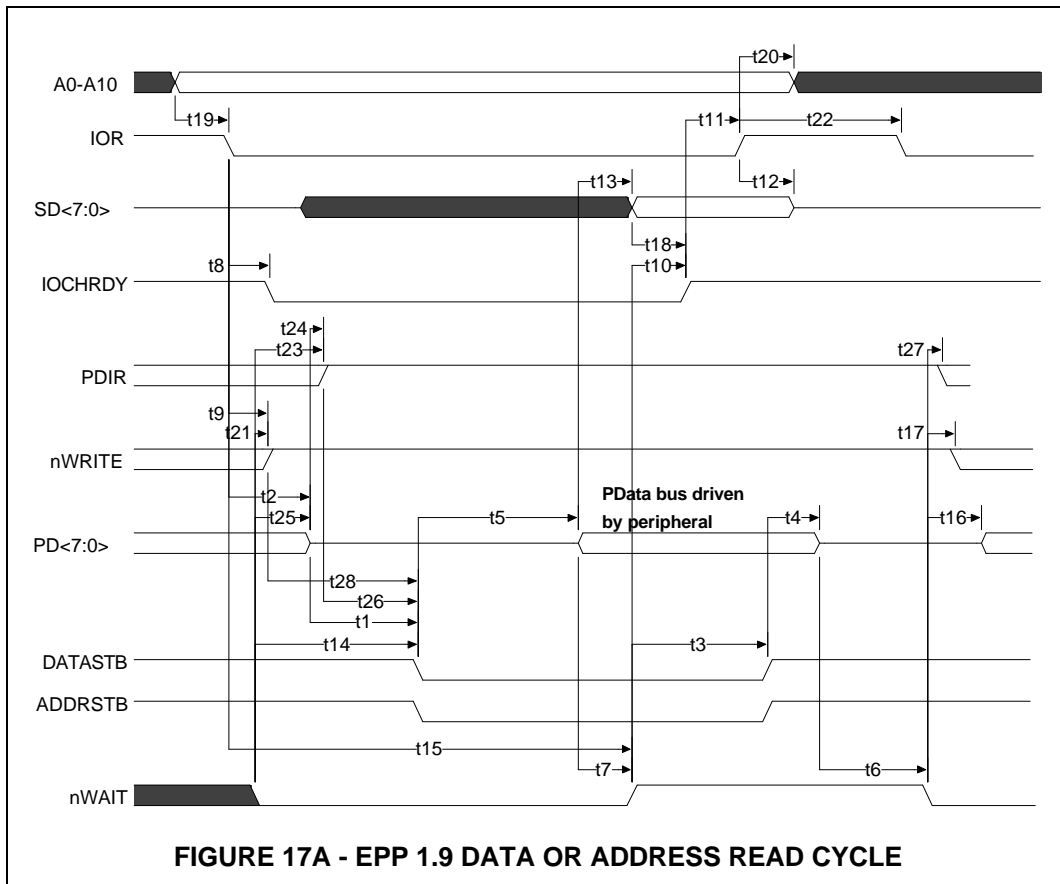 t20
A0-A10
t19
t11
t22
IOR
t13
t12
SD<7:0>
t18
t8
t10
IOCHRDY
t24
t23
t27
PDIR
t9
t21
t17
nWRITE
t2
PData bus driven
t25
t5
by peripheral
t4
t16
PD<7:0>
t28
t26
t1
t14
t3
DATASTB
ADDRSTB
t15
t7
t6
nWAIT
FIGURE 17A - EPP 1.9 DATA OR ADDRESS READ CYCLE